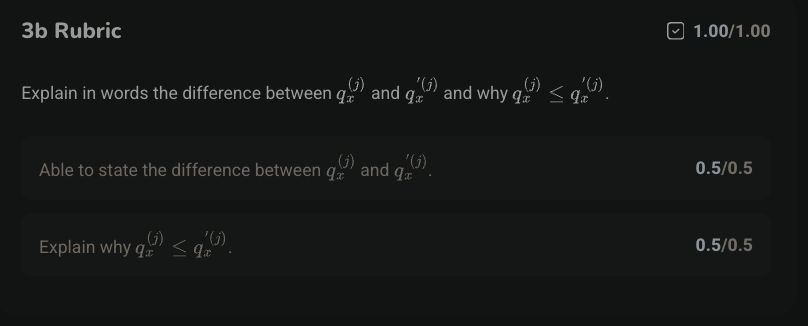 3b Rubric 1.00/1.00
Explain in words the difference between $q_x^{(j)}$ and $q_x^{'(j)}$ and why $q_x^{(j)} \leq q_x^{'(j)}$.
Able to state the difference between $q_x^{(j)}$ and $q_x^{'(j)}$. 0.5/0.5
Explain why $q_x^{(j)} \leq q_x^{'(j)}$. 0.5/0.5